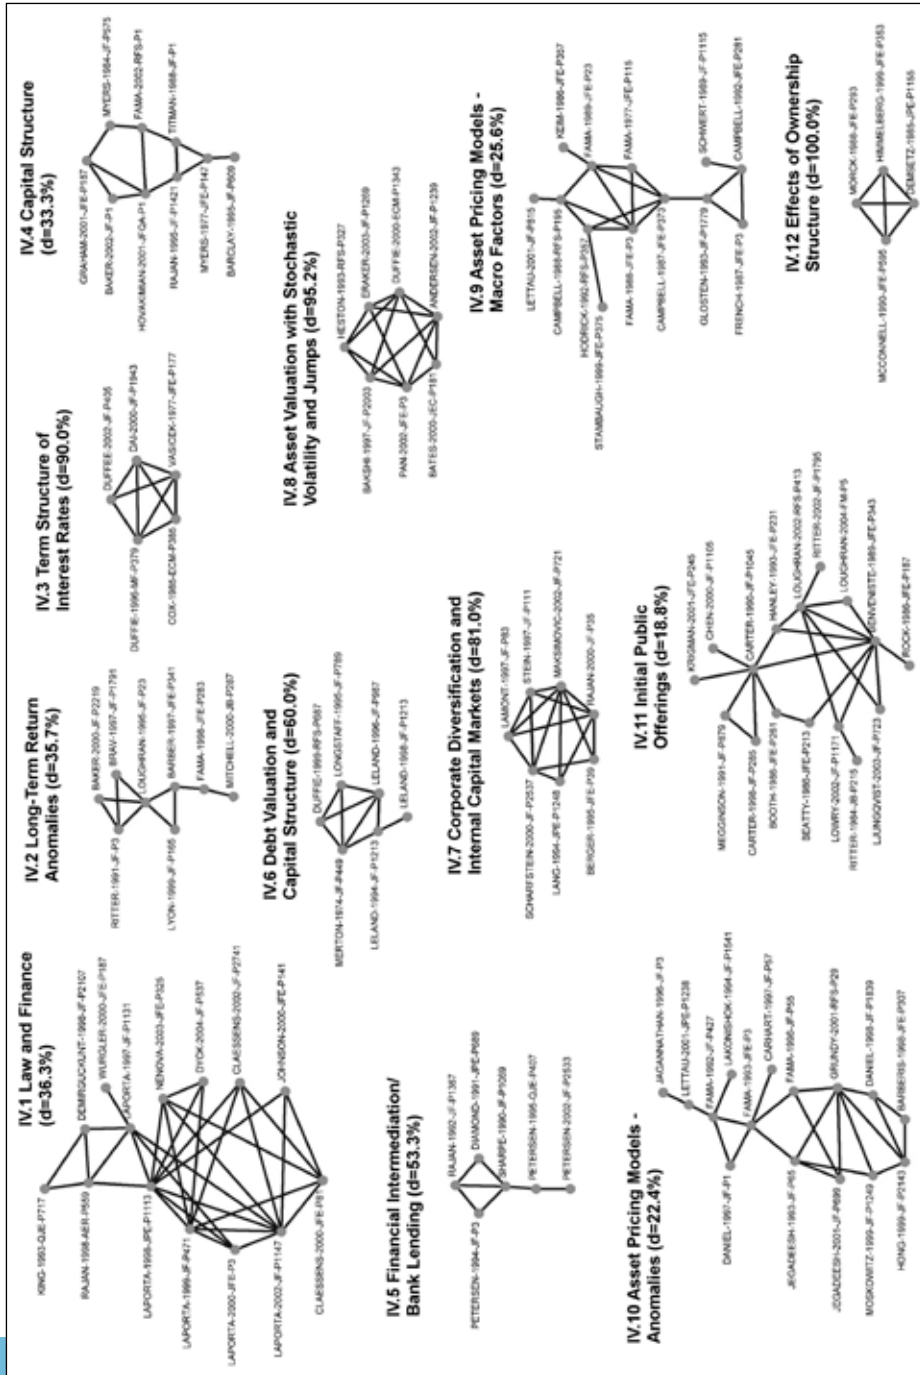 IV.1 Law and Finance
(d=36.3%)
KING-1993-QJE-P717
DEMIRGUCKUNT-1998-JF-P2107
RAJAN-1998-AER-P559
WURGLER-2000-JFE-P187
LAPORTA-1997-JF-P1131
LAPORTA-1998-JPE-P1113
NENOVA-2003-JFE-P325
LAPORTA-1999-JF-P471
DYCK-2004-JF-P537
LAPORTA-2000-JFE-P3
CLAESSENS-2002-JF-P2741
LAPORTA-2002-JF-P1147
JOHNSON-2000-JFE-P141
CLAESSENS-2000-JFE-P81
IV.2 Long-Term Return
Anomalies (d=35.7%)
BAKER-2000-JF-P2219
RITTER-1991-JF-P3
BRAV-1997-JF-P1791
LOUGHRAN-1995-JF-P23
LYON-1999-JF-P165
BARBER-1997-JFE-P341
FAMA-1998-JFE-P283
MITCHELL-2000-JB-P287
IV.3 Term Structure of
Interest Rates (d=90.0%)
DUFFEE-2002-JF-P405
DUFFIE-1996-MF-P379
DAI-2000-JF-P1943
COX-1985-ECM-P385
VASICEK-1977-JFE-P177
IV.4 Capital Structure
(d=33.3%)
GRAHAM-2001-JFE-P187
MYERS-1984-JF-P575
BAKER-2002-JF-P1
FAMA-2002-RFS-P1
HOVAKIMIAN-2001-JFQA-P1
TITMAN-1988-JF-P1
RAJAN-1995-JF-P1421
MYERS-1977-JFE-P147
BARCLAY-1995-JF-P609
IV.5 Financial Intermediation/
Bank Lending (d=53.3%)
RAJAN-1992-JF-P1367
PETERSEN-1994-JF-P3
DIAMOND-1991-JPE-P689
SHARPE-1990-JF-P1069
PETERSEN-1995-QJE-P407
PETERSEN-2002-JF-P2533
IV.6 Debt Valuation and
Capital Structure (d=60.0%)
DUFFIE-1999-RFS-P687
MERTON-1974-JF-P449
LONGSTAFF-1995-JF-P789
LELAND-1994-JF-P1213
LELAND-1996-JF-P987
LELAND-1998-JF-P1213
IV.7 Corporate Diversification and
Internal Capital Markets (d=81.0%)
LAMONT-1997-JF-P83
SCHARFSTEIN-2000-JF-P2537
STEIN-1997-JF-P111
LANG-1994-JPE-P1248
MAKSIMOVIC-2002-JF-P721
BERGER-1995-JFE-P39
RAJAN-2000-JF-P35
IV.8 Asset Valuation with Stochastic
Volatility and Jumps (d=95.2%)
HESTON-1993-RFS-P327
BAKSHI-1997-JF-P2003
ERAKER-2003-JF-P1269
PAN-2002-JFE-P3
DUFFIE-2000-ECM-P1343
BATES-2000-JEC-P181
ANDERSEN-2002-JF-P1239
IV.9 Asset Pricing Models -
Macro Factors (d=25.6%)
LETTAU-2001-JF-P815
KEIM-1986-JFE-P357
CAMPBELL-1988-RFS-P195
FAMA-1989-JFE-P23
HODRICK-1992-RFS-P357
STAMBAUGH-1999-JFE-P375
FAMA-1977-JFE-P115
FAMA-1988-JFE-P3
CAMPBELL-1987-JFE-P373
GLOSTEN-1993-JF-P1779
SCHWERT-1989-JF-P1115
FRENCH-1987-JFE-P3
CAMPBELL-1992-JFE-P281
IV.10 Asset Pricing Models -
Anomalies (d=22.4%)
JAGANNATHAN-1996-JF-P3
LETTAU-2001-JPE-P1238
FAMA-1992-JF-P427
DANIEL-1997-JF-P1
LAKONISHOK-1994-JF-P1541
FAMA-1993-JFE-P3
CARHART-1997-JF-P57
JEGADEESH-1993-JF-P65
FAMA-1996-JF-P55
JEGADEESH-2001-JF-P699
GRUNDY-2001-RFS-P29
MOSKOWITZ-1999-JF-P1249
DANIEL-1998-JF-P1839
HONG-1999-JF-P2143
BARBERIS-1998-JFE-P307
IV.11 Initial Public
Offerings (d=18.8%)
KRIGMAN-2001-JFE-P245
CHEN-2000-JF-P1105
MEGGINSON-1991-JF-P879
CARTER-1990-JF-P1045
CARTER-1998-JF-P285
HANLEY-1993-JFE-P231
BOOTH-1986-JFE-P261
LOUGHRAN-2002-RFS-P413
BEATTY-1986-JFE-P213
RITTER-2002-JF-P1795
LOWRY-2002-JF-P1171
LOUGHRAN-2004-FM-P5
RITTER-1984-JB-P215
BENVENISTE-1989-JFE-P343
LJUNGQVIST-2003-JF-P723
ROCK-1986-JFE-P187
IV.12 Effects of Ownership
Structure (d=100.0%)
MORCK-1988-JFE-P293
MCCONNELL-1990-JFE-P595
HIMMELBERG-1999-JFE-P353
DEMSETZ-1985-JPE-P1155